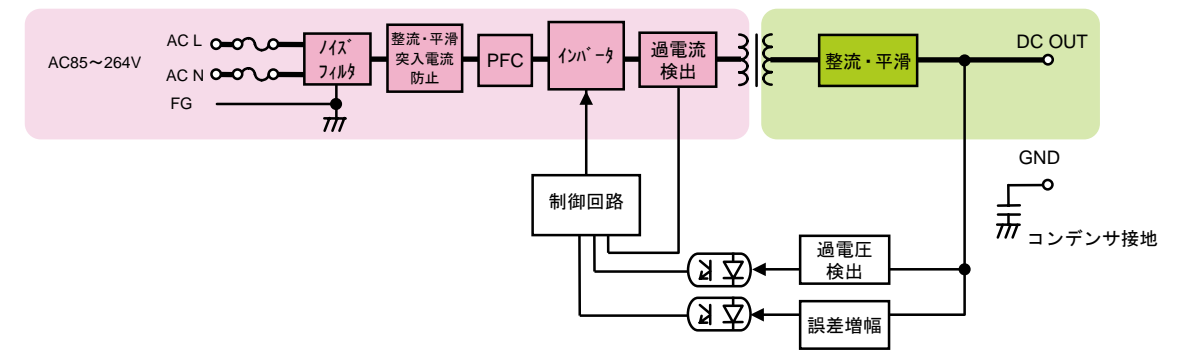 AC85～264V
AC L
AC N
FG
ノイズ
フィルタ
整流・平滑
突入電流
防止
PFC
インバータ
過電流
検出
整流・平滑
DC OUT
GND
コンデンサ接地
制御回路
過電圧
検出
誤差増幅